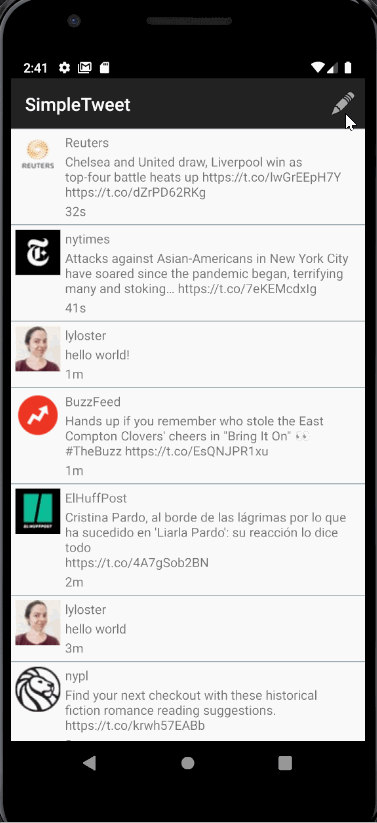 2:41
SimpleTweet
Reuters
REUTERS
Chelsea and United draw, Liverpool win as
top-four battle heats up https://t.co/lwGrEEpH7Y
https://t.co/dZrPD62RKg
32s
nytimes
Attacks against Asian-Americans in New York City
have soared since the pandemic began, terrifying
many and stoking… https://t.co/7eKEMcdxIg
41s
lyloster
hello world!
1m
BuzzFeed
Hands up if you remember who stole the East
Compton Clovers' cheers in "Bring It On" 👀
#TheBuzz https://t.co/EsQNJPR1xu
1m
ElHuffPost
EL HUFFPOST
Cristina Pardo, al borde de las lágrimas por lo que
ha sucedido en 'Liarla Pardo': su reacción lo dice
todo
https://t.co/4A7gSob2BN
2m
lyloster
hello world
3m
nypl
Find your next checkout with these historical
fiction romance reading suggestions.
https://t.co/krwh57EABb